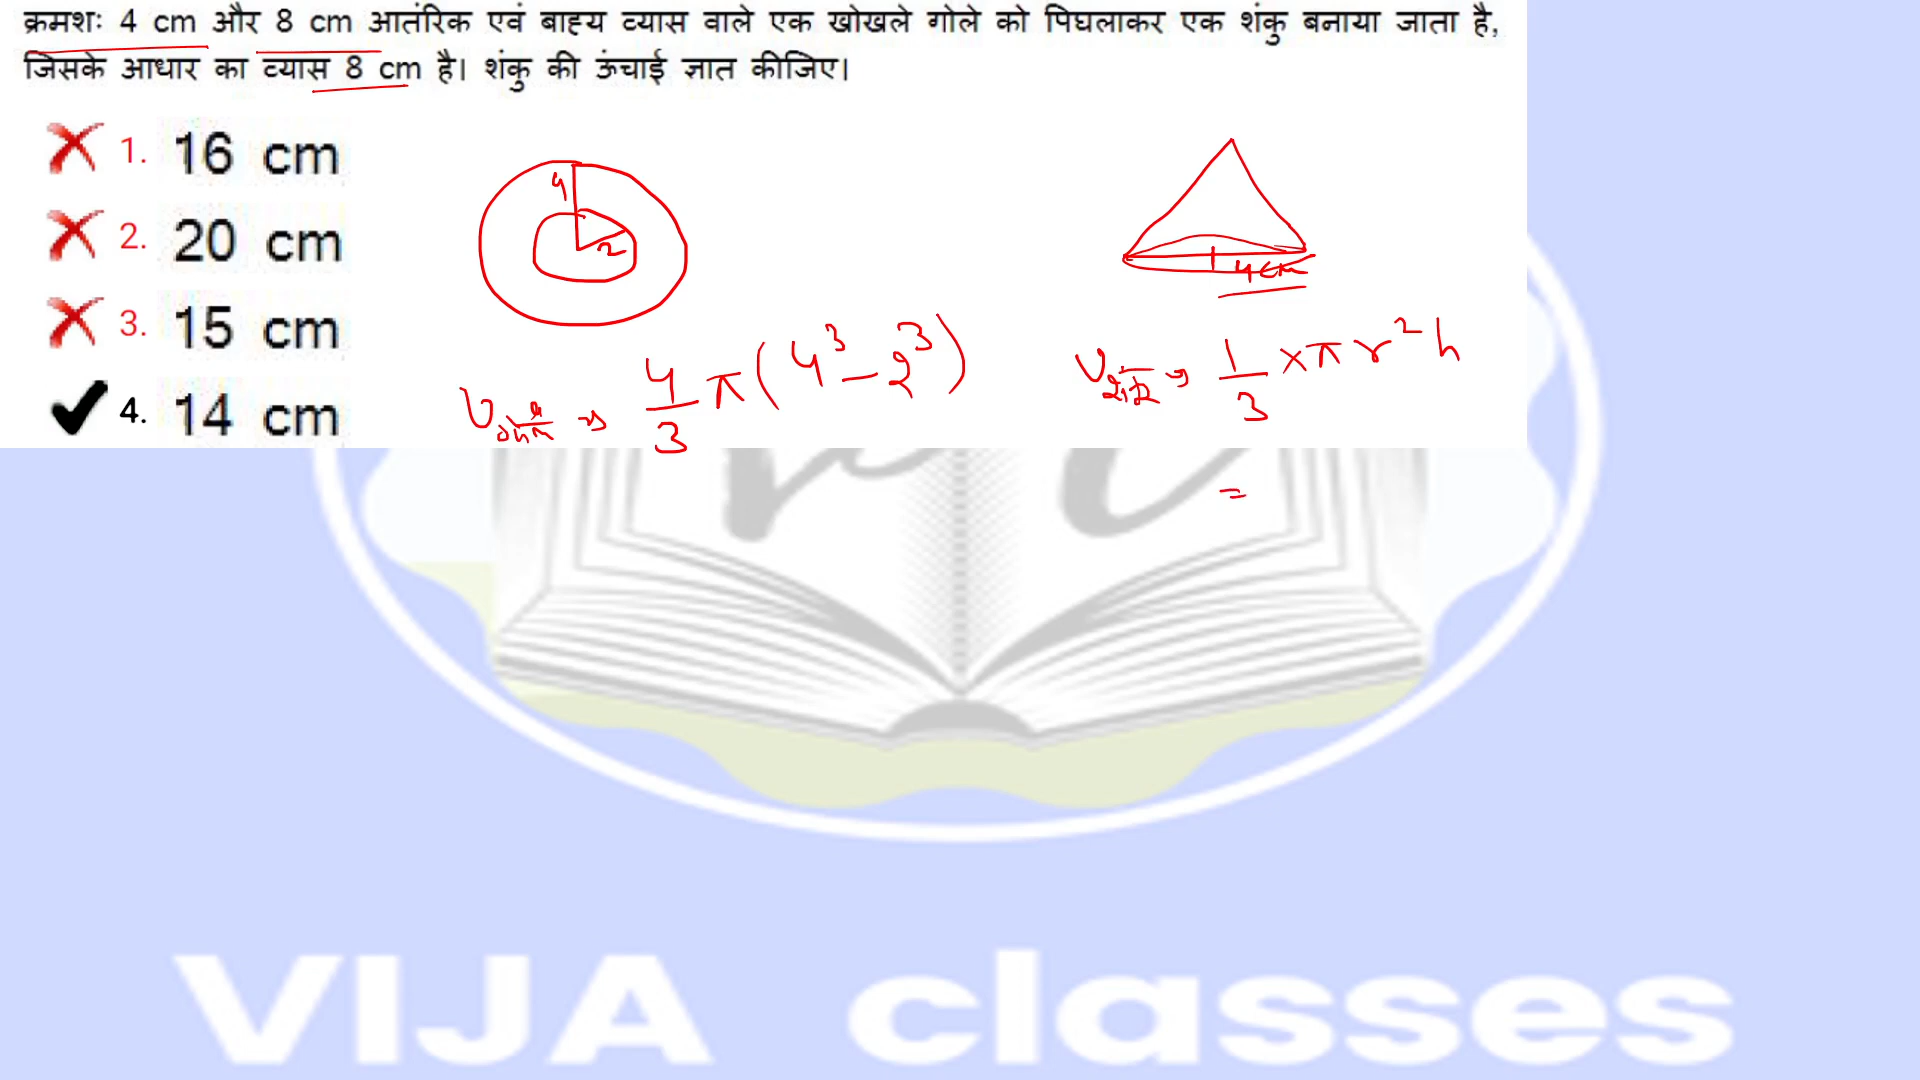 क्रमशः 4 cm और 8 cm आतंरिक एवं बाह्य व्यास वाले एक खोखले गोले को पिघलाकर एक शंकु बनाया जाता है,
जिसके आधार का व्यास 8 cm है। शंकु की ऊंचाई ज्ञात कीजिए।
1. 16 cm
2. 20 cm
3. 15 cm
4. 14 cm
4
2
4cm
4/3 π(4³-2³)
1/3 × π r² h
=
VIJA classes